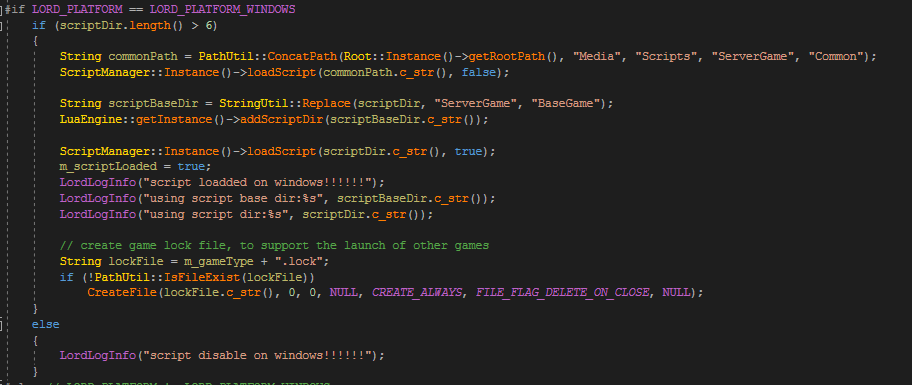 #if LORD_PLATFORM == LORD_PLATFORM_WINDOWS
if (scriptDir.length() > 6)
{
String commonPath = PathUtil::ConcatPath(Root::Instance()->getRootPath(), "Media", "Scripts", "ServerGame", "Common");
ScriptManager::Instance()->loadScript(commonPath.c_str(), false);
String scriptBaseDir = StringUtil::Replace(scriptDir, "ServerGame", "BaseGame");
LuaEngine::getInstance()->addScriptDir(scriptBaseDir.c_str());
ScriptManager::Instance()->loadScript(scriptDir.c_str(), true);
m_scriptLoaded = true;
LordLogInfo("script loadded on windows!!!!!!");
LordLogInfo("using script base dir:%s", scriptBaseDir.c_str());
LordLogInfo("using script dir:%s", scriptDir.c_str());
// create game lock file, to support the launch of other games
String lockFile = m_gameType + ".lock";
if (!PathUtil::IsFileExist(lockFile))
CreateFile(lockFile.c_str(), 0, 0, NULL, CREATE_ALWAYS, FILE_FLAG_DELETE_ON_CLOSE, NULL);
}
else
{
LordLogInfo("script disable on windows!!!!!!");
}